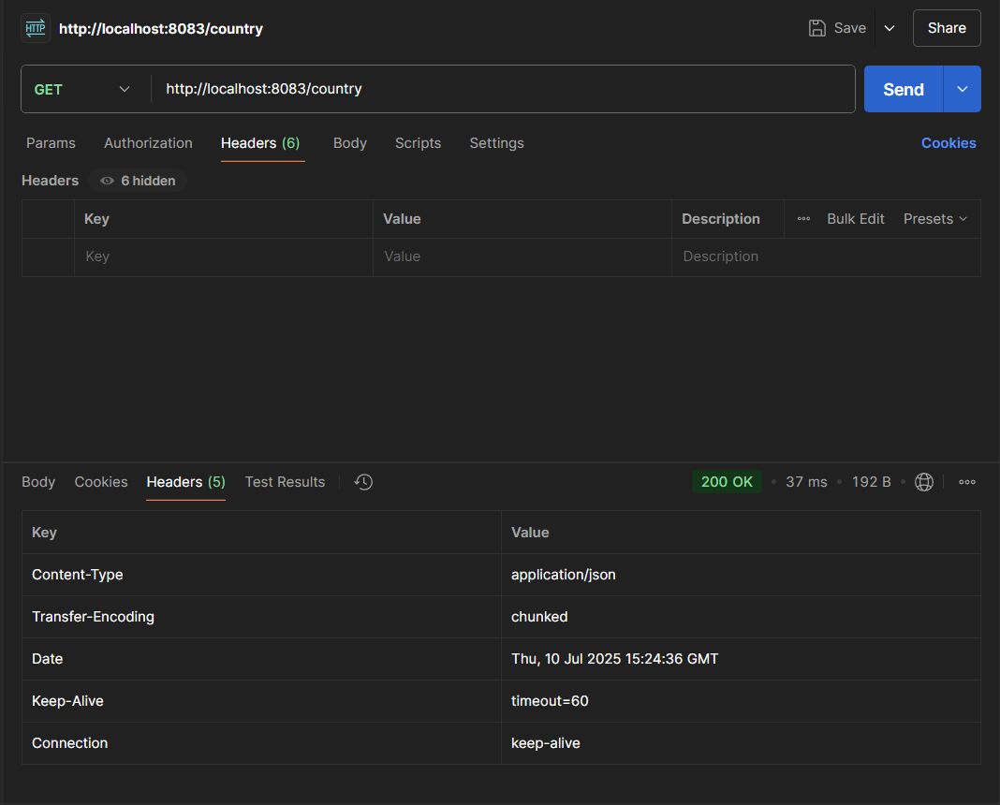 HTTP http://localhost:8083/country Save Share
GET http://localhost:8083/country Send
Params Authorization Headers (6) Body Scripts Settings Cookies
Headers 6 hidden
Key Value Description Bulk Edit Presets
Key Value Description
Body Cookies Headers (5) Test Results 200 OK 37 ms 192 B
Key Value
Content-Type application/json
Transfer-Encoding chunked
Date Thu, 10 Jul 2025 15:24:36 GMT
Keep-Alive timeout=60
Connection keep-alive